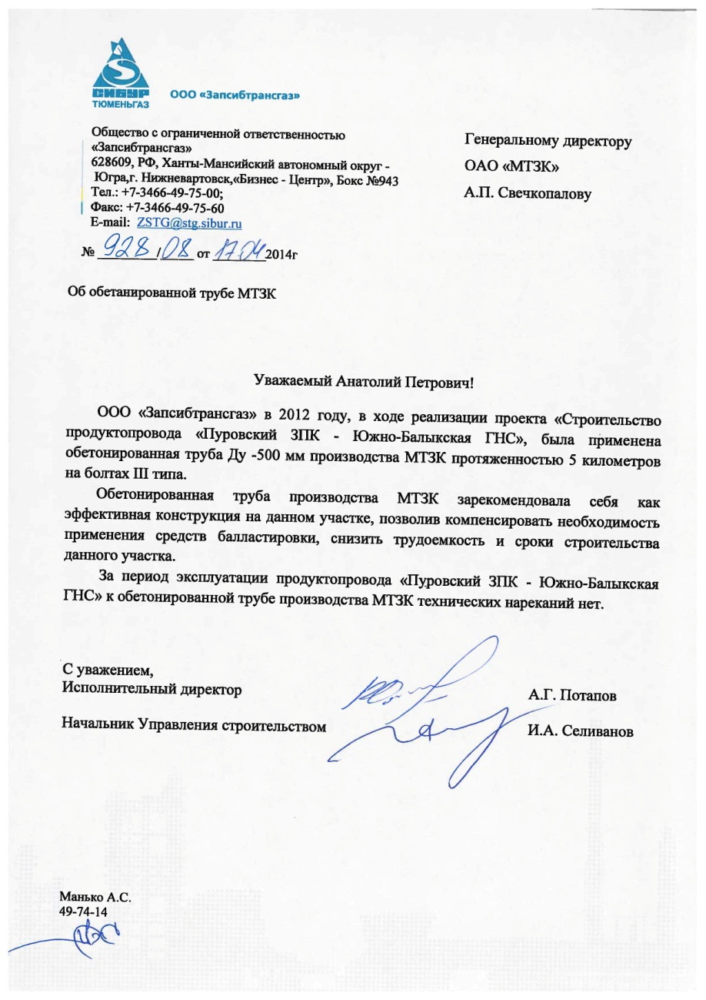 СИБУР
ТЮМЕНЬГАЗ
ООО «Запсибтрансгаз»
Общество с ограниченной ответственностью
«Запсибтрансгаз»
628609, РФ, Ханты-Мансийский автономный округ -
Югра,г. Нижневартовск,«Бизнес - Центр», Бокс №943
Тел.: +7-3466-49-75-00;
Факс: +7-3466-49-75-60
E-mail: ZSTG@stg.sibur.ru
№ 928/08 от 17.04 2014г
Генеральному директору
ОАО «МТЗК»
А.П. Свечкопалову
Об обетанированной трубе МТЗК
Уважаемый Анатолий Петрович!
ООО «Запсибтрансгаз» в 2012 году, в ходе реализации проекта «Строительство
продуктопровода «Пуровский ЗПК - Южно-Балыкская ГНС», была применена
обетонированная труба Ду -500 мм производства МТЗК протяженностью 5 километров
на болтах III типа.
Обетонированная труба производства МТЗК зарекомендовала себя как
эффективная конструкция на данном участке, позволив компенсировать необходимость
применения средств балластировки, снизить трудоемкость и сроки строительства
данного участка.
За период эксплуатации продуктопровода «Пуровский ЗПК - Южно-Балыкская
ГНС» к обетонированной трубе производства МТЗК технических нареканий нет.
С уважением,
Исполнительный директор
А.Г. Потапов
Начальник Управления строительством
И.А. Селиванов
Манько А.С.
49-74-14